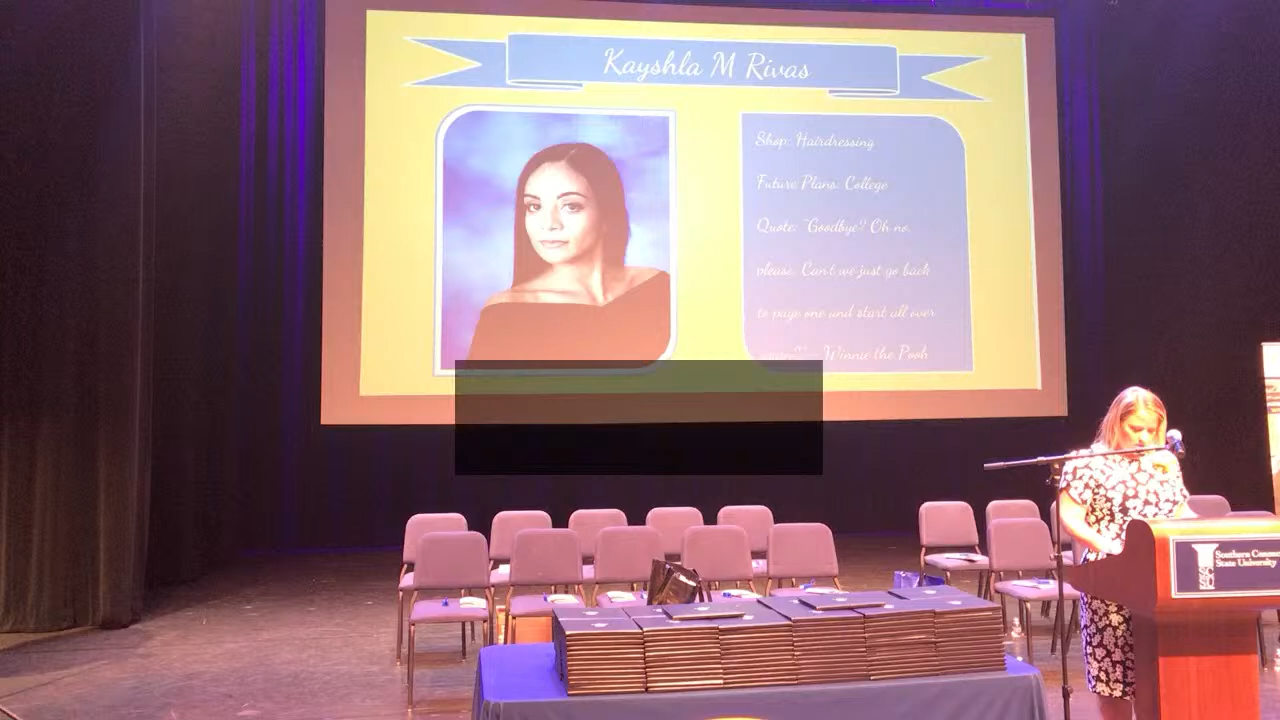 Kayshla M Rivas
Shop: Hairdressing
Future Plans: College
Quote: "Goodbye? Oh no,
please. Can't we just go back
to page one and start all over
Winnie the Pooh
Southern Conne
State University